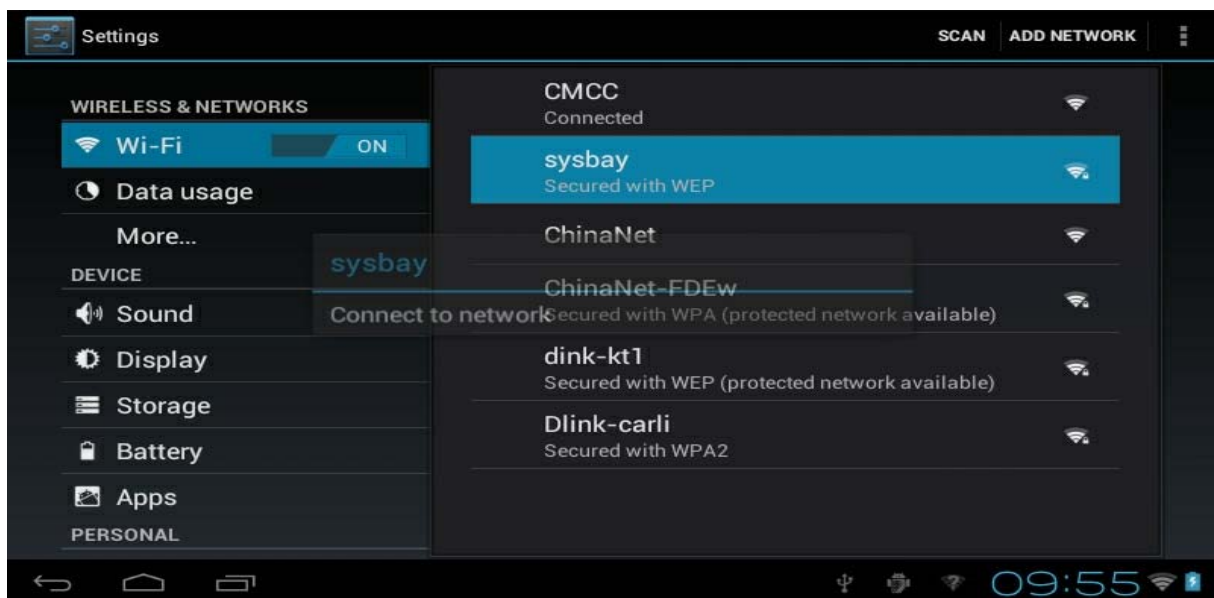 Settings
SCAN
ADD NETWORK
WIRELESS & NETWORKS
Wi-Fi
ON
Data usage
More...
DEVICE
Sound
Display
Storage
Battery
Apps
PERSONAL
CMCC
Connected
sysbay
Secured with WEP
ChinaNet
ChinaNet-FDEw
Secured with WPA (protected network available)
dink-kt1
Secured with WEP (protected network available)
Dlink-carli
Secured with WPA2
sysbay
Connect to network
09:55